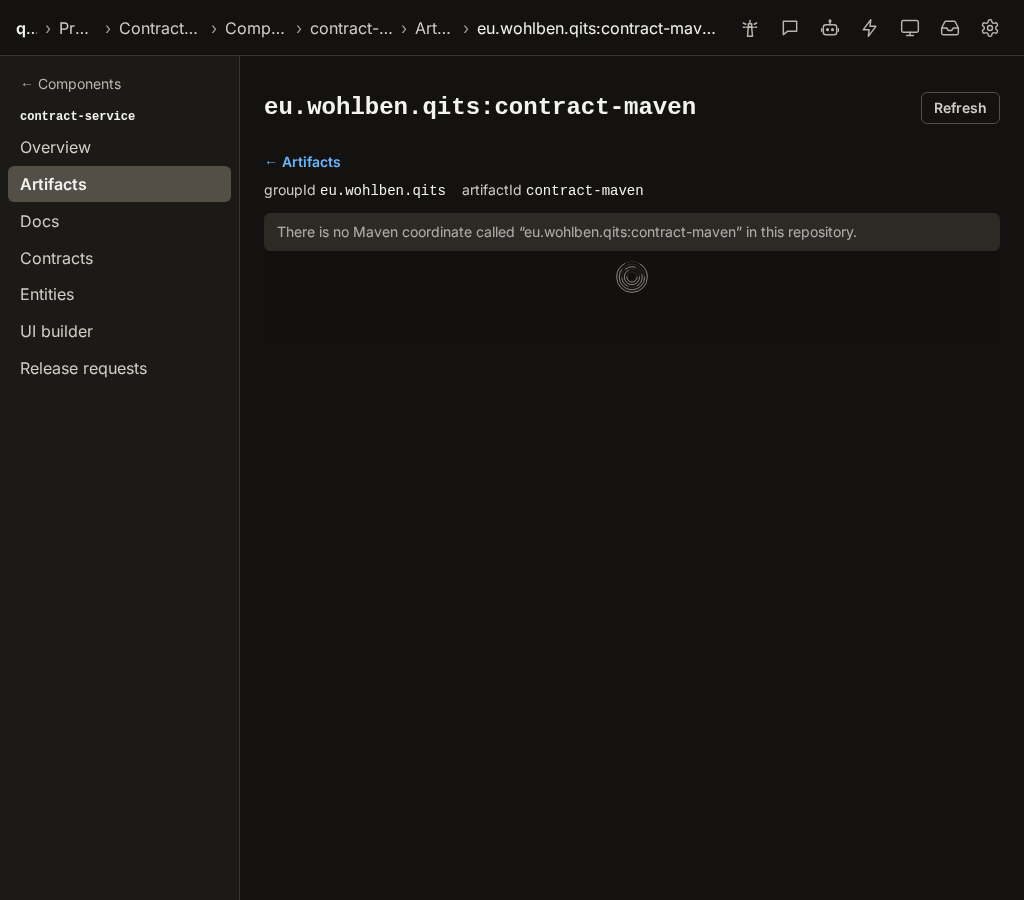 q... › Pr... › Contract... › Comp... › contract-... › Art... › eu.wohlben.qits:contract-mav...
← Components
contract-service
Overview
Artifacts
Docs
Contracts
Entities
UI builder
Release requests
eu.wohlben.qits:contract-maven
Refresh
← Artifacts
groupId eu.wohlben.qits artifactId contract-maven
There is no Maven coordinate called “eu.wohlben.qits:contract-maven” in this repository.